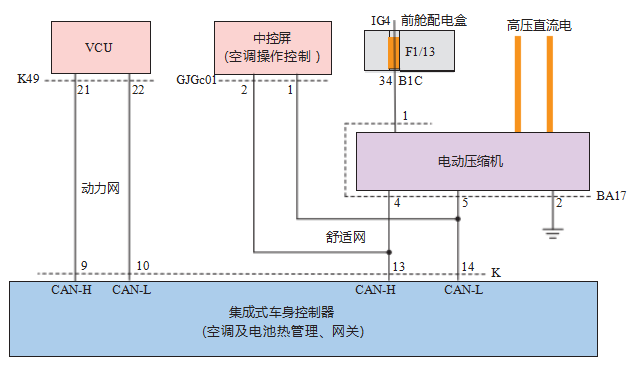 IG4 前舱配电盒
VCU
中控屏
(空调操作控制)
F1/13
高压直流电
K49
21
22
GJGc01
2
1
34
B1C
1
电动压缩机
动力网
4
5
2
BA17
舒适网
9
10
13
14
K
CAN-H
CAN-L
CAN-H
CAN-L
集成式车身控制器
(空调及电池热管理、网关)